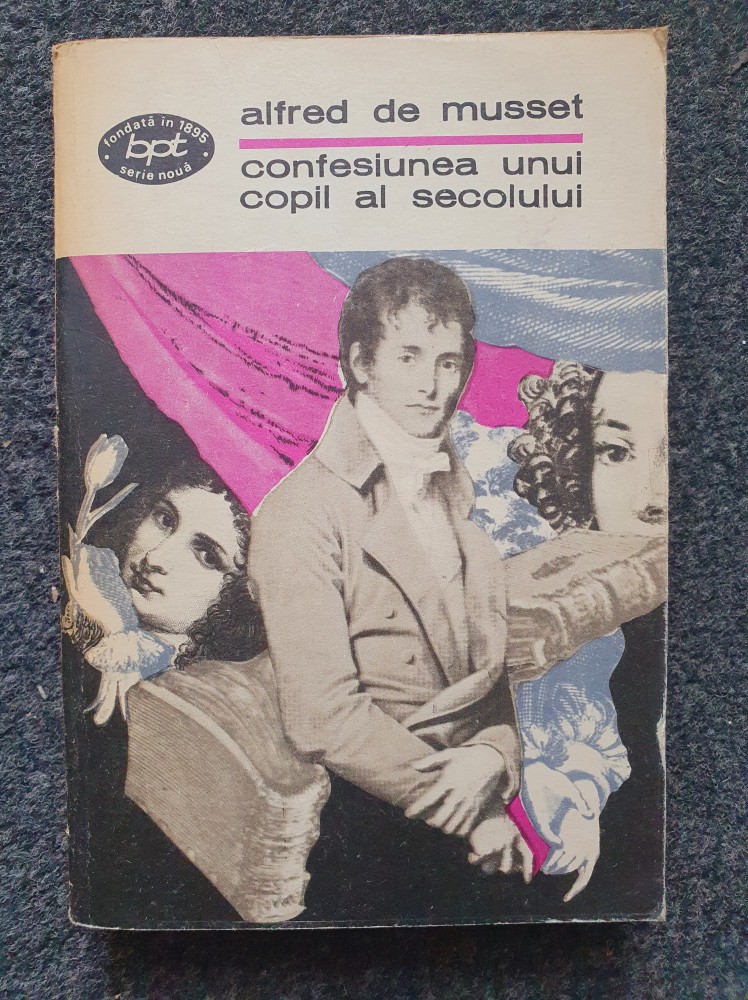 fondată în 1895
bpt
serie nouă
alfred de musset
confesiunea unui
copil al secolului